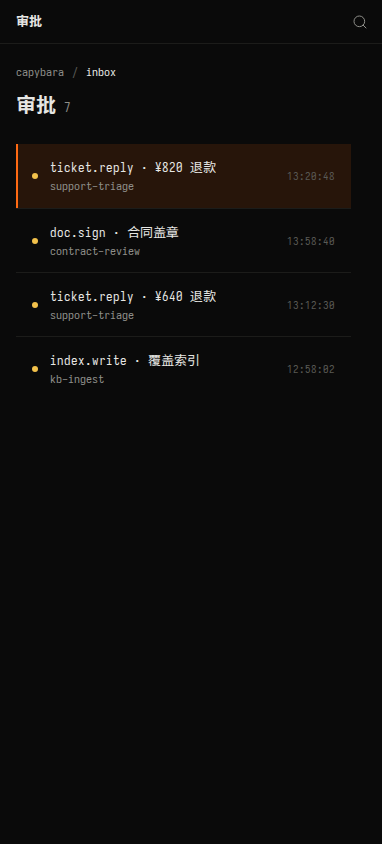 审批
capybara / inbox
审批 7
ticket.reply · ¥820 退款
support-triage
13:20:48
doc.sign · 合同盖章
contract-review
13:58:40
ticket.reply · ¥640 退款
support-triage
13:12:30
index.write · 覆盖索引
kb-ingest
12:58:02